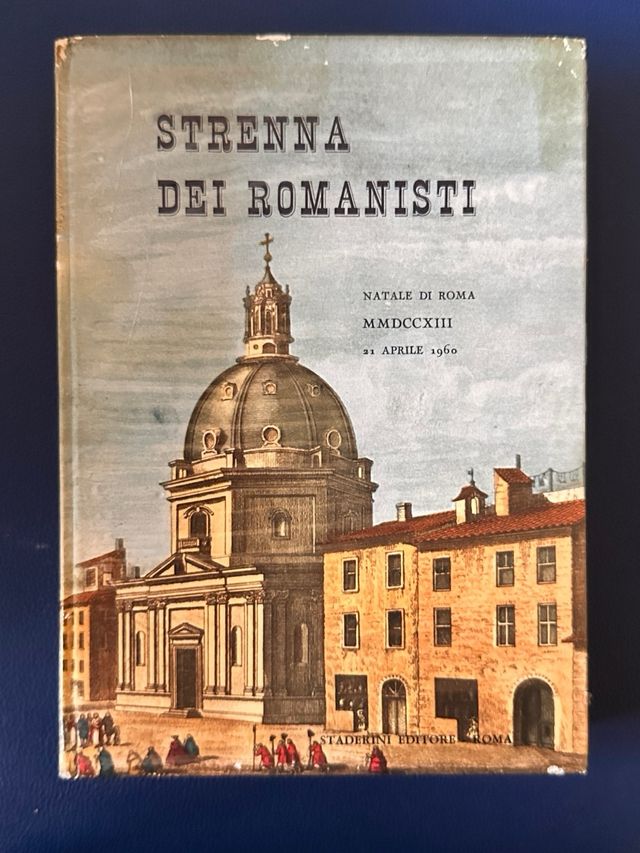 STRENNA
DEI ROMANISTI
NATALE DI ROMA
MMDCCXIII
21 APRILE 1960
STADERINI EDITORE - ROMA